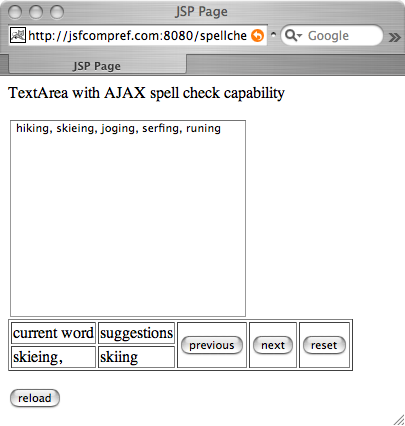 JSP Page
http://jsfcompref.com:8080/spellche
Google
JSP Page
TextArea with AJAX spell check capability
hiking, skieing, joging, serfing, runing
current word suggestions previous next reset
skieing, skiing
reload